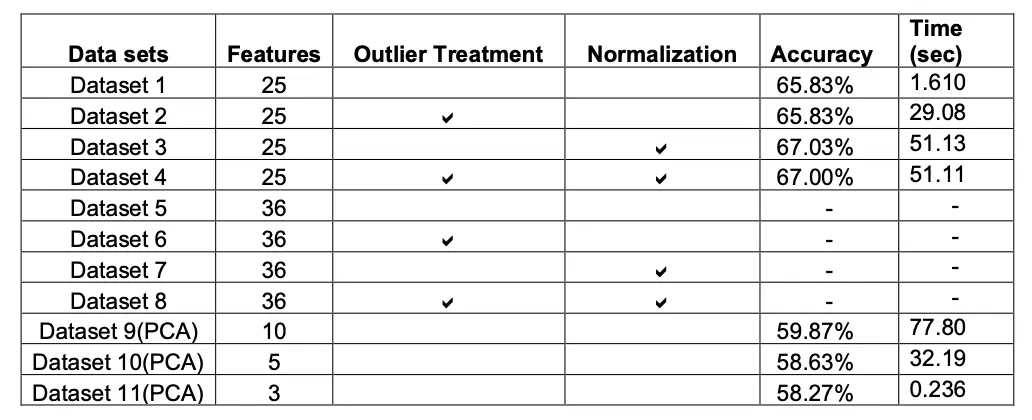 Data sets Features Outlier Treatment Normalization Accuracy Time (sec)
Dataset 1 25 65.83% 1.610
Dataset 2 25 ✓ 65.83% 29.08
Dataset 3 25 ✓ 67.03% 51.13
Dataset 4 25 ✓ ✓ 67.00% 51.11
Dataset 5 36 - -
Dataset 6 36 ✓ - -
Dataset 7 36 ✓ - -
Dataset 8 36 ✓ ✓ - -
Dataset 9(PCA) 10 59.87% 77.80
Dataset 10(PCA) 5 58.63% 32.19
Dataset 11(PCA) 3 58.27% 0.236